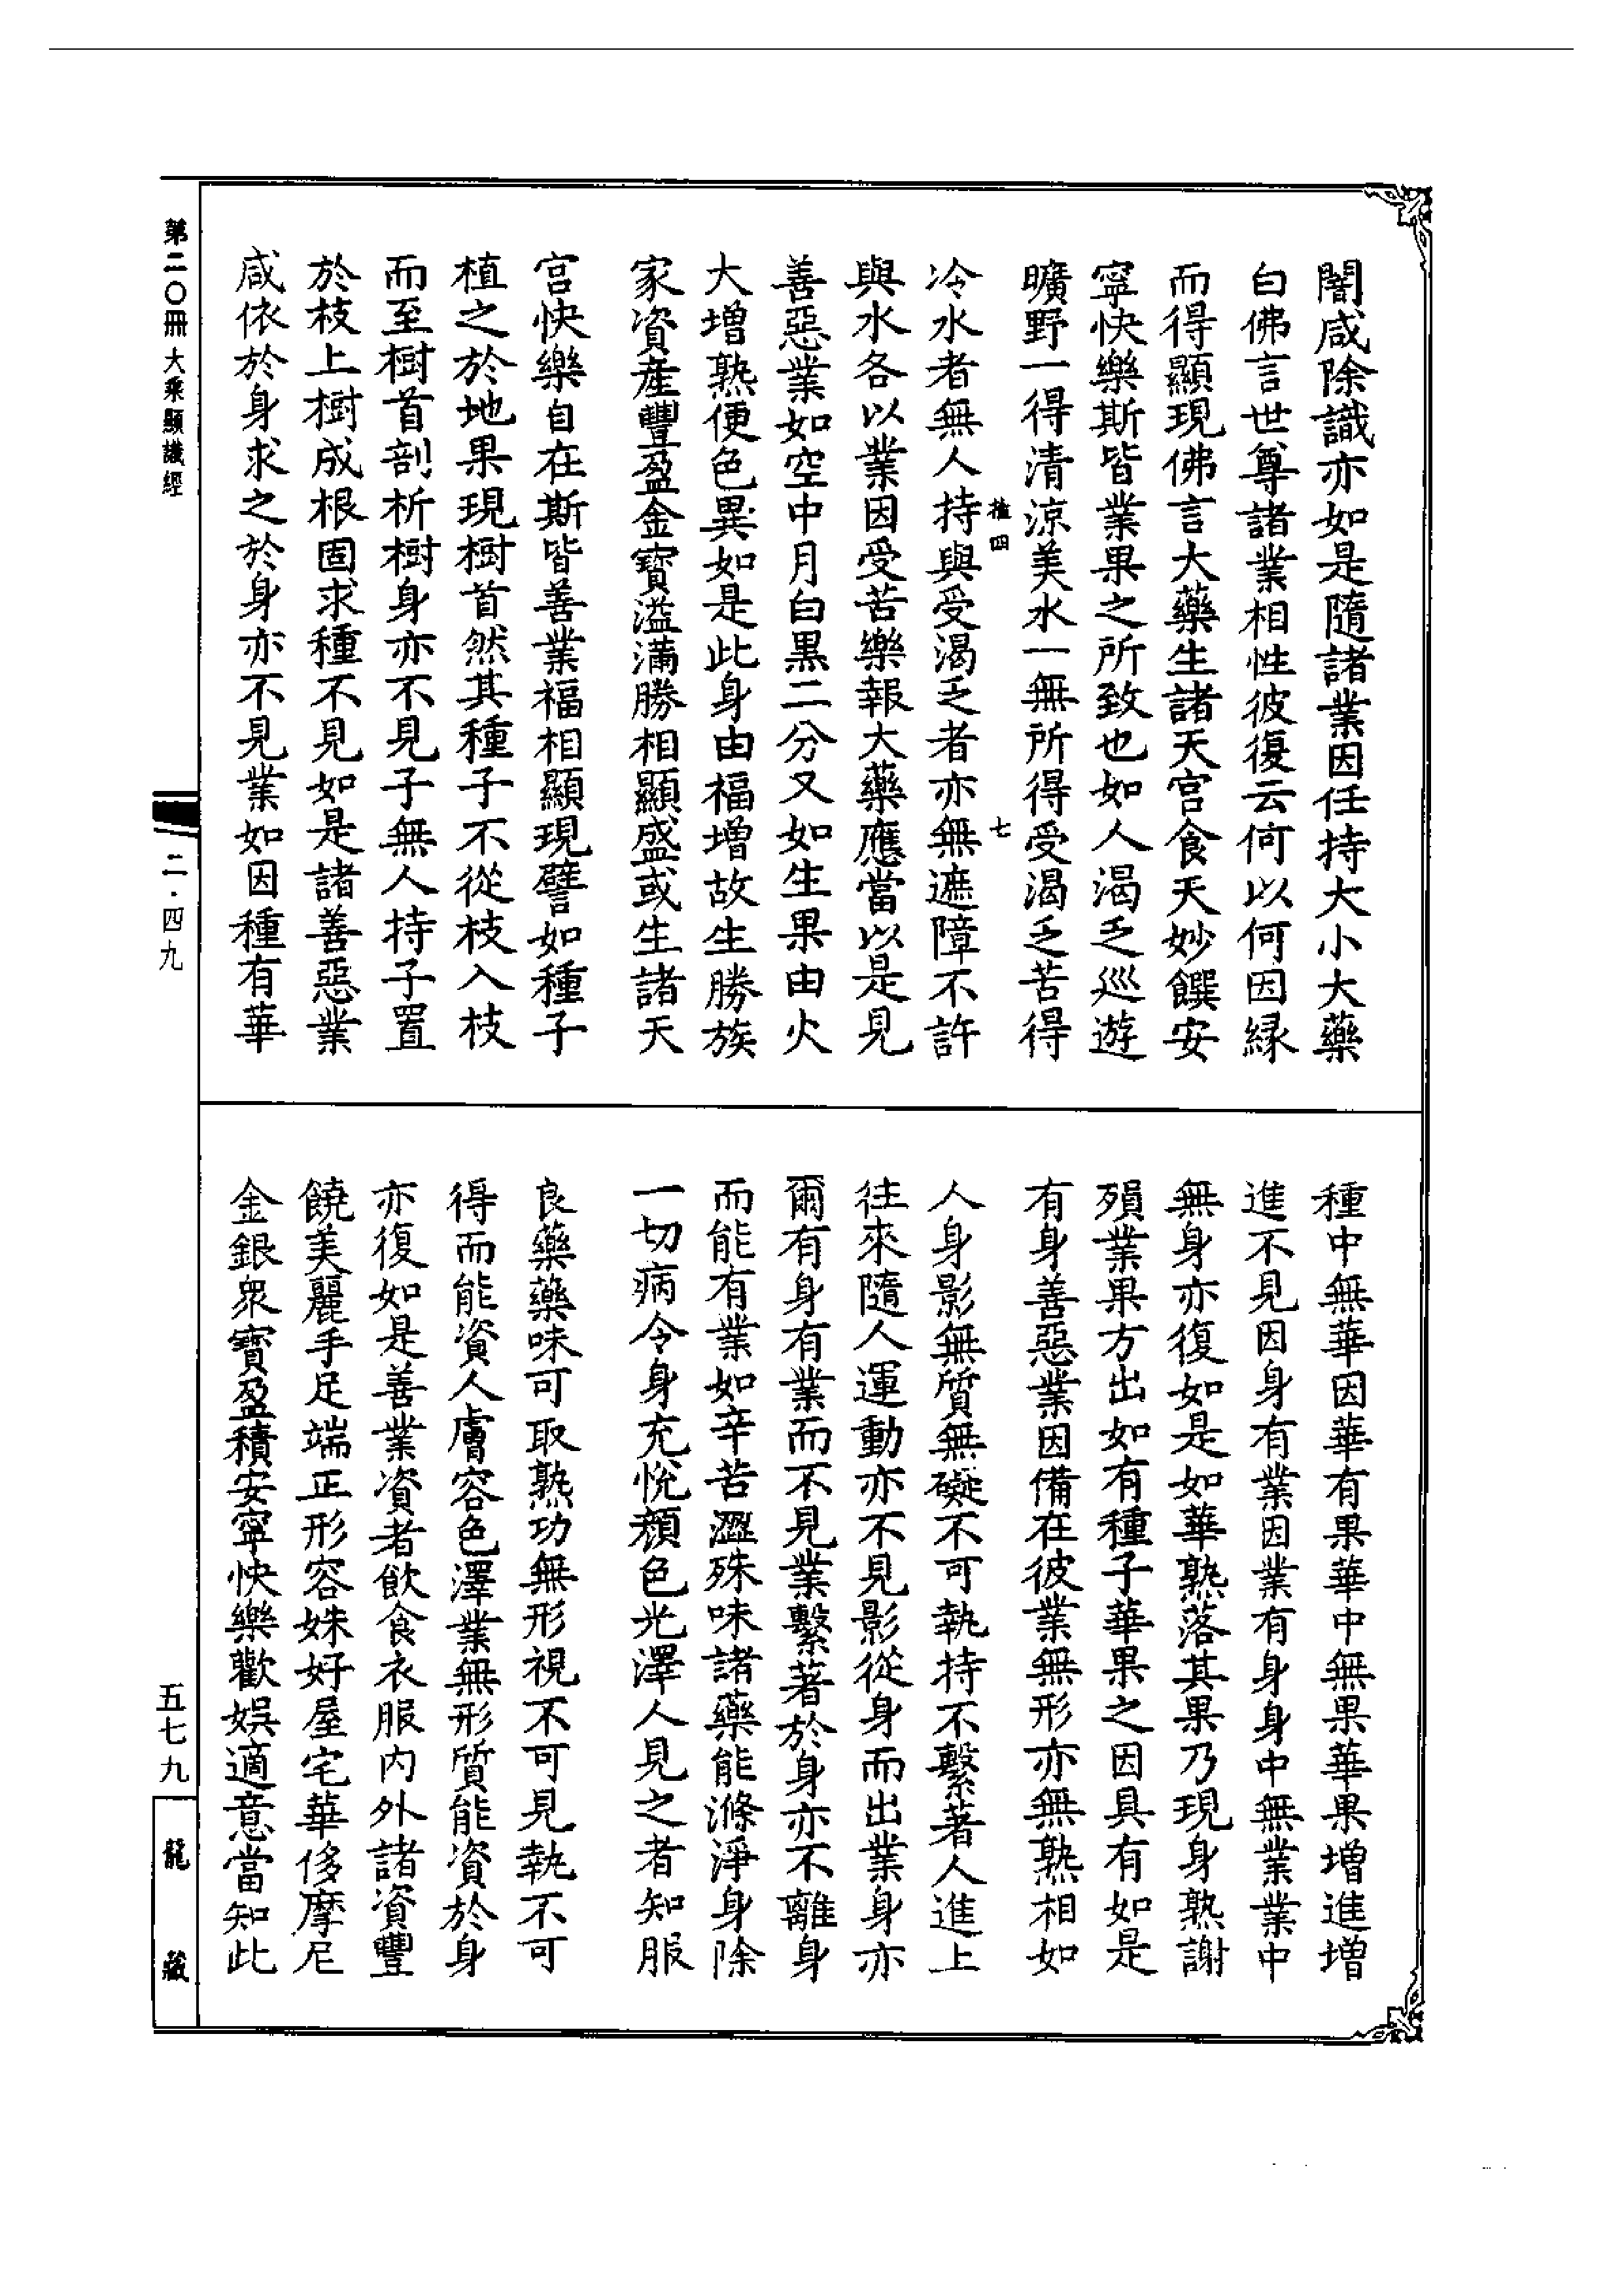 闇咸除識亦如是隨諸業因任持大小大藥
白佛言世尊諸業相性彼復云何以何因緣
而得顯現佛言大藥生諸天宮食天妙饌安
寧快樂斯皆業果之所致也如人渴乏巡遊
曠野一得清涼美水一無所得受渴乏苦得
推四 七
冷水者無人持與受渴乏者亦無遮障不許
與水各以業因受苦樂報大藥應當以是見
善惡業如空中月白黑二分又如生果由火
大增熟便色異如是此身由福增故生勝族
家資產豐盈金寶溢滿勝相顯盛或生諸天
宮快樂自在斯皆善業福相顯現譬如種子
植之於地果現樹首然其種子不從枝入枝
而至樹首剖析樹身亦不見子無人持子置
於枝上樹成根固求種不見如是諸善惡業
咸依於身求之於身亦不見業如因種有華
種中無華因華有果華中無果華果增進增
進不見因身有業因業有身身中無業業中
無身亦復如是如華熟落其果乃現身熟謝
殞業果方出如有種子華果之因具有如是
有身善惡業因備在彼業無形亦無熟相如
人身影無質無礙不可執持不繫著人進上
往來隨人運動亦不見影從身而出業身亦
爾有身有業而不見業繫著於身亦不離身
而能有業如辛苦澀殊味諸藥能滌淨身除
一切病令身充悅顏色光澤人見之者知服
良藥藥味可取熟功無形視不可見執不可
得而能資人膚容色澤業無形質能資於身
亦復如是善業資者飲食衣服內外諸資豐
饒美麗手足端正形容姝好屋宅華侈摩尼
金銀眾寶盈積安寧快樂歡娛適意當知此
第二〇冊 大乘顯識經
二·四九
五七九
龍藏